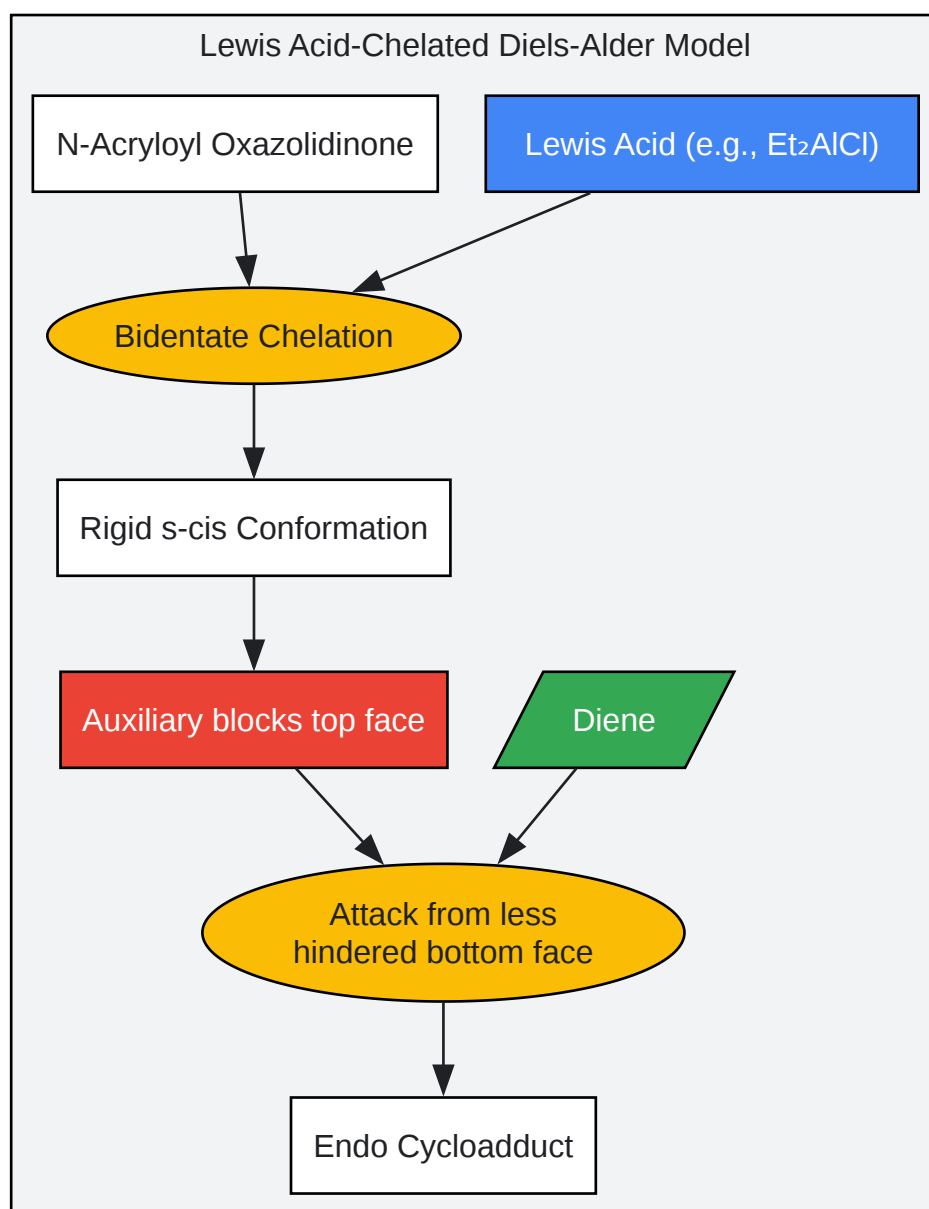 Lewis Acid-Chelated Diels-Alder Model
N-Acryloyl Oxazolidinone
Lewis Acid (e.g., Et₂AlCl)
Bidentate Chelation
Rigid s-cis Conformation
Auxiliary blocks top face
Diene
Attack from less
hindered bottom face
Endo Cycloadduct